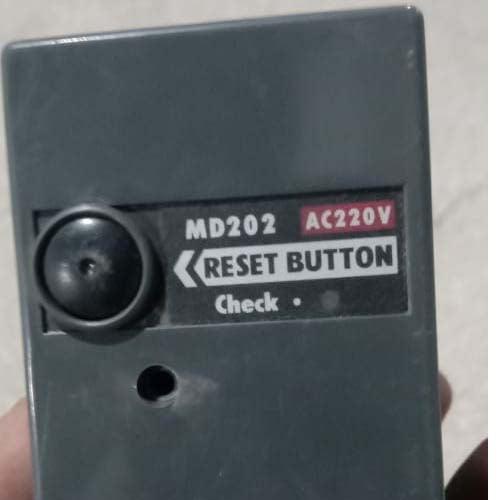 MD202 AC220V
RESET BUTTON
Check •